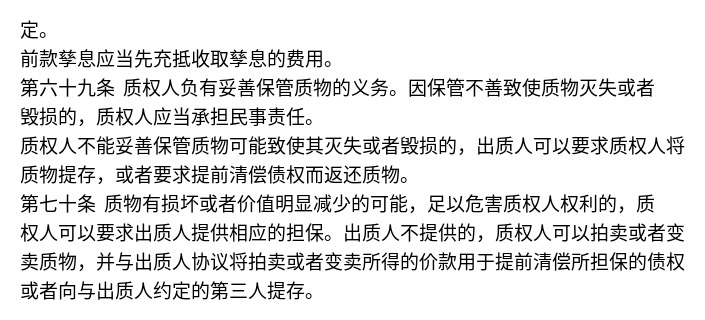 定。
前款孳息应当先充抵收取孳息的费用。
第六十九条 质权人负有妥善保管质物的义务。因保管不善致使质物灭失或者
毁损的，质权人应当承担民事责任。
质权人不能妥善保管质物可能致使其灭失或者毁损的，出质人可以要求质权人将
质物提存，或者要求提前清偿债权而返还质物。
第七十条 质物有损坏或者价值明显减少的可能，足以危害质权人权利的，质
权人可以要求出质人提供相应的担保。出质人不提供的，质权人可以拍卖或者变
卖质物，并与出质人协议将拍卖或者变卖所得的价款用于提前清偿所担保的债权
或者向与出质人约定的第三人提存。